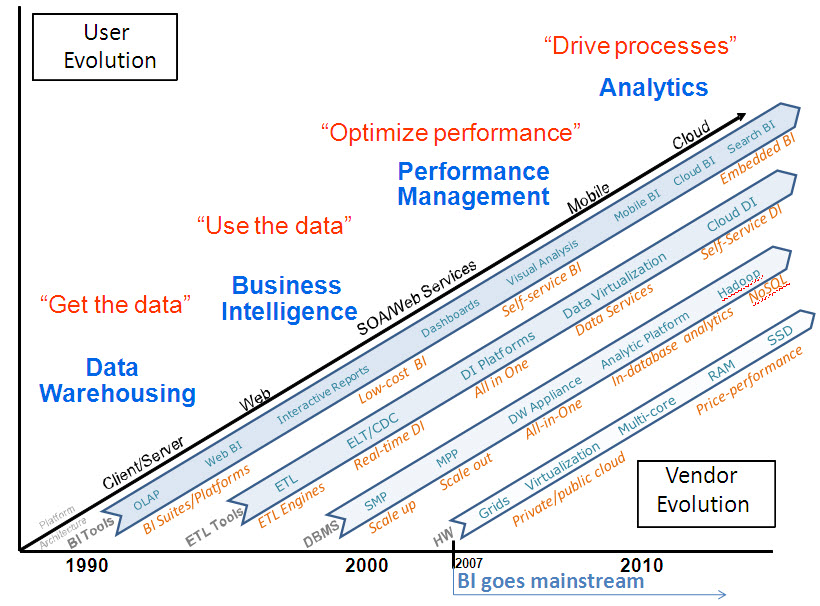 User
Evolution
“Drive processes”
Analytics
“Optimize performance”
Performance
Management
“Use the data”
Business
Intelligence
“Get the data”
Data
Warehousing
Platform
Architecture
Client/Server
Web
SOA/Web Services
Mobile
Cloud
BI Tools
OLAP
Web BI
Interactive Reports
Dashboards
Visual Analysis
Mobile BI
Cloud BI
Search BI
BI Suites/Platforms
Low-cost BI
Self-service BI
Embedded BI
ETL Tools
ETL
ELT/CDC
DI Platforms
Data Virtualization
Cloud DI
ETL Engines
Real-time DI
All in One
Data Services
Self-Service DI
DBMS
SMP
MPP
DW Appliance
Analytic Platform
Hadoop
Scale up
Scale out
All-in-One
In-database analytics
NoSQL
HW
Grids
Virtualization
Multi-core
RAM
SSD
Private/public cloud
Price-performance
Vendor
Evolution
1990
2000
2007
2010
BI goes mainstream